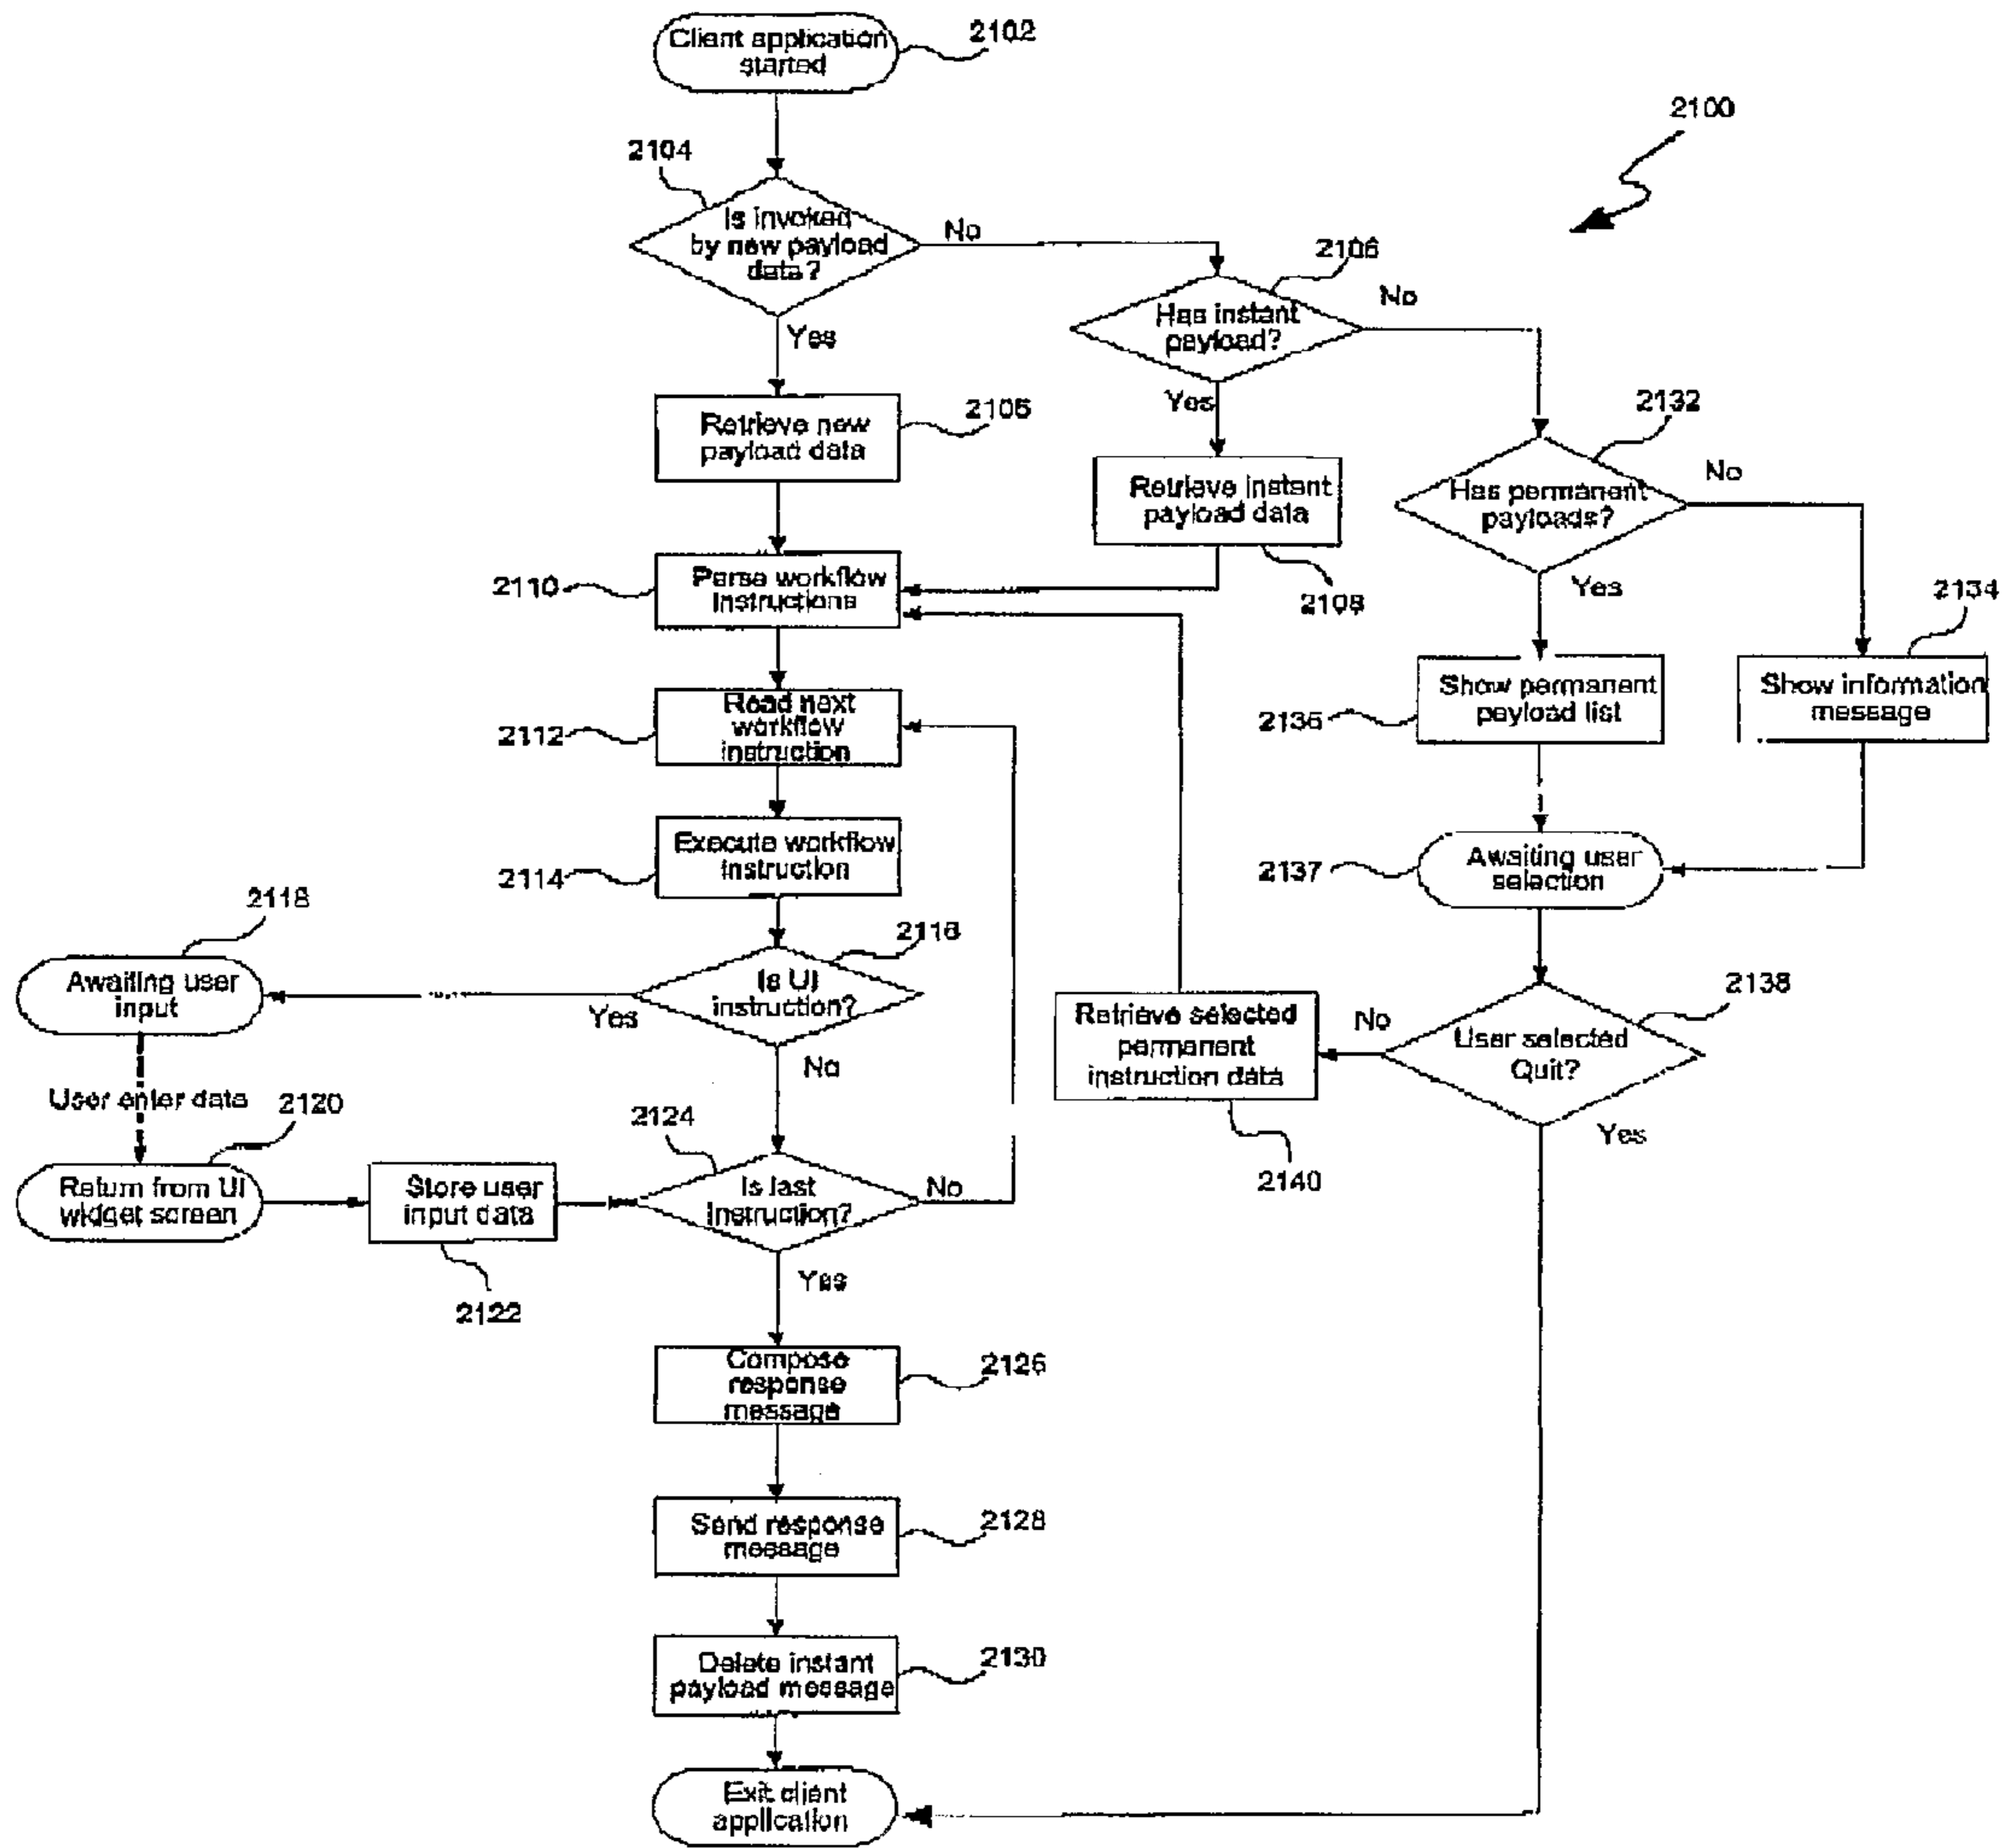 Client application
started
2102
2100
2104
Is invoked
by new payload
data?
No
Yes
2106
Has instant
payload?
No
Yes
Retrieve new
payload data
2105
2132
Has permanent
payloads?
No
Yes
Retrieve instant
payload data
2108
2110
Parse workflow
instructions
2134
Show permanent
payload list
2136
Show information
message
2112
Read next
workflow
instruction
2114
Execute workflow
instruction
2137
Awaiting user
selection
2118
Awaiting user
input
2116
Is UI
instruction?
Yes
No
2138
User selected
Quit?
No
Yes
Retrieve selected
permanent
instruction data
2140
User enter data
2120
Return from UI
widget screen
Store user
input data
2122
2124
Is last
instruction?
No
Yes
Compose
response
message
2126
Send response
message
2128
Delete instant
payload message
2130
Exit client
application